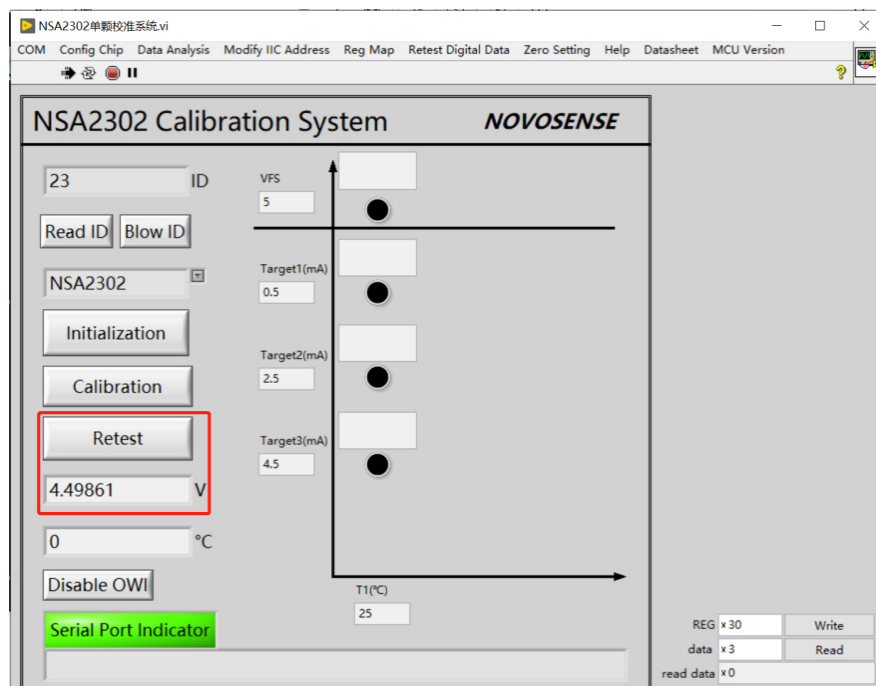 NSA2302单颗校准系统.vi
COM Config Chip Data Analysis Modify IIC Address Reg Map Retest Digital Data Zero Setting Help Datasheet MCU Version
NSA2302 Calibration System NOVOSENSE
23 ID
Read ID Blow ID
NSA2302
Initialization
Calibration
Retest
4.49861 V
0 °C
Disable OWI
Serial Port Indicator
VFS
5
Target1(mA)
0.5
Target2(mA)
2.5
Target3(mA)
4.5
T1(℃)
25
REG x 30 Write
data x 3 Read
read data x 0